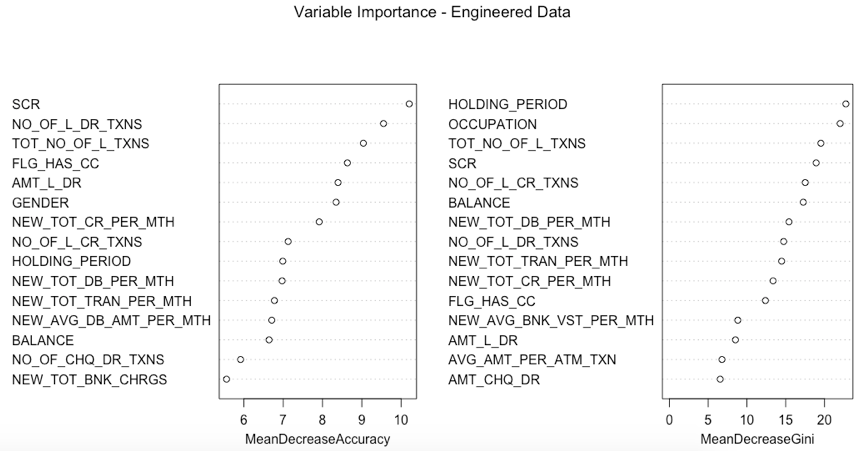 Variable Importance - Engineered Data
SCR
NO_OF_L_DR_TXNS
TOT_NO_OF_L_TXNS
FLG_HAS_CC
AMT_L_DR
GENDER
NEW_TOT_CR_PER_MTH
NO_OF_L_CR_TXNS
HOLDING_PERIOD
NEW_TOT_DB_PER_MTH
NEW_TOT_TRAN_PER_MTH
NEW_AVG_DB_AMT_PER_MTH
BALANCE
NO_OF_CHQ_DR_TXNS
NEW_TOT_BNK_CHRGS
6 7 8 9 10
MeanDecreaseAccuracy
HOLDING_PERIOD
OCCUPATION
TOT_NO_OF_L_TXNS
SCR
NO_OF_L_CR_TXNS
BALANCE
NEW_TOT_DB_PER_MTH
NO_OF_L_DR_TXNS
NEW_TOT_TRAN_PER_MTH
NEW_TOT_CR_PER_MTH
FLG_HAS_CC
NEW_AVG_BNK_VST_PER_MTH
AMT_L_DR
AVG_AMT_PER_ATM_TXN
AMT_CHQ_DR
0 5 10 15 20
MeanDecreaseGini